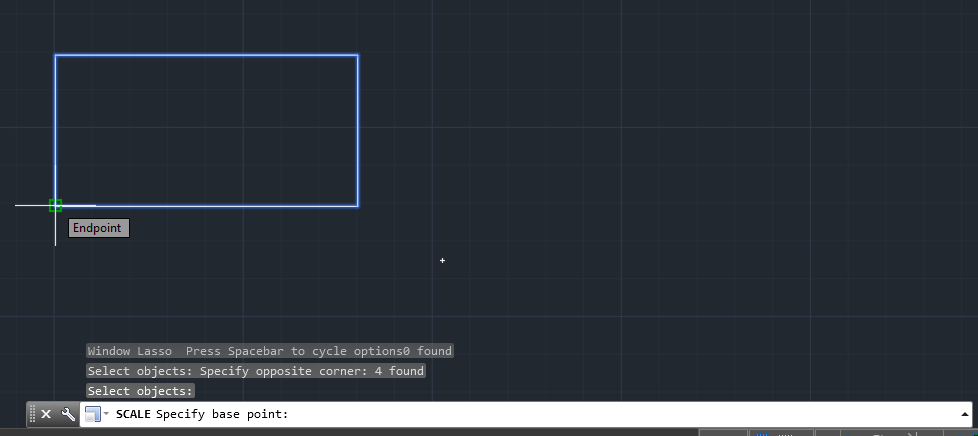 Endpoint
Window Lasso  Press Spacebar to cycle options0 found
Select objects: Specify opposite corner: 4 found
Select objects:
SCALE Specify base point: